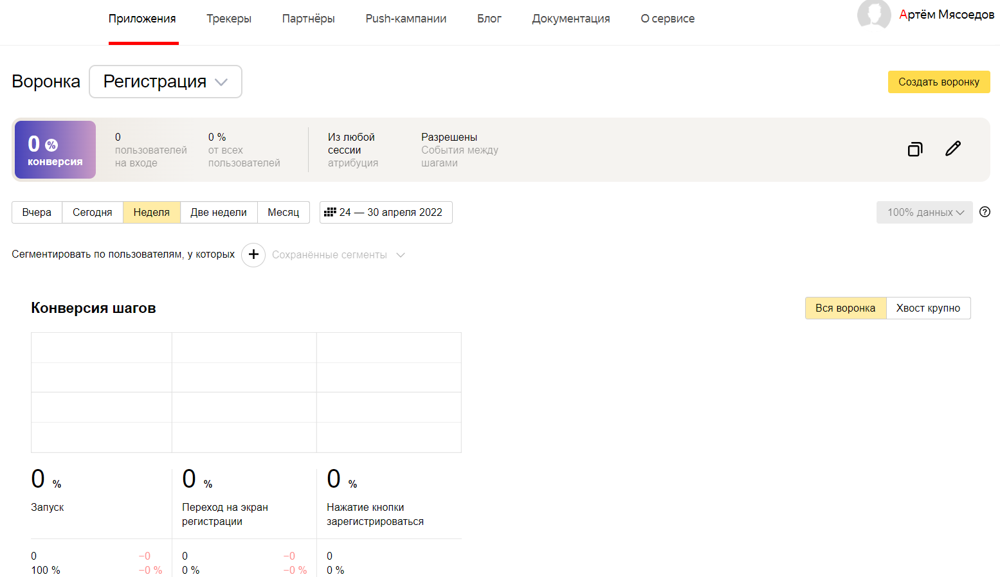 Приложения Трекеры Партнёры Push-кампании Блог Документация О сервисе Артём Мясоедов
Воронка Регистрация Создать воронку
0 %
конверсия
0
пользователей
на входе
0 %
от всех
пользователей
Из любой
сессии
атрибуция
Разрешены
События между
шагами
Вчера Сегодня Неделя Две недели Месяц 24 — 30 апреля 2022 100% данных ?
Сегментировать по пользователям, у которых + Сохранённые сегменты
Конверсия шагов Вся воронка Хвост крупно
0 %
Запуск
0 %
Переход на экран
регистрации
0 %
Нажатие кнопки
зарегистрироваться
0 −0 0 −0 0
100 % −0 % 0 % −0 % 0 %